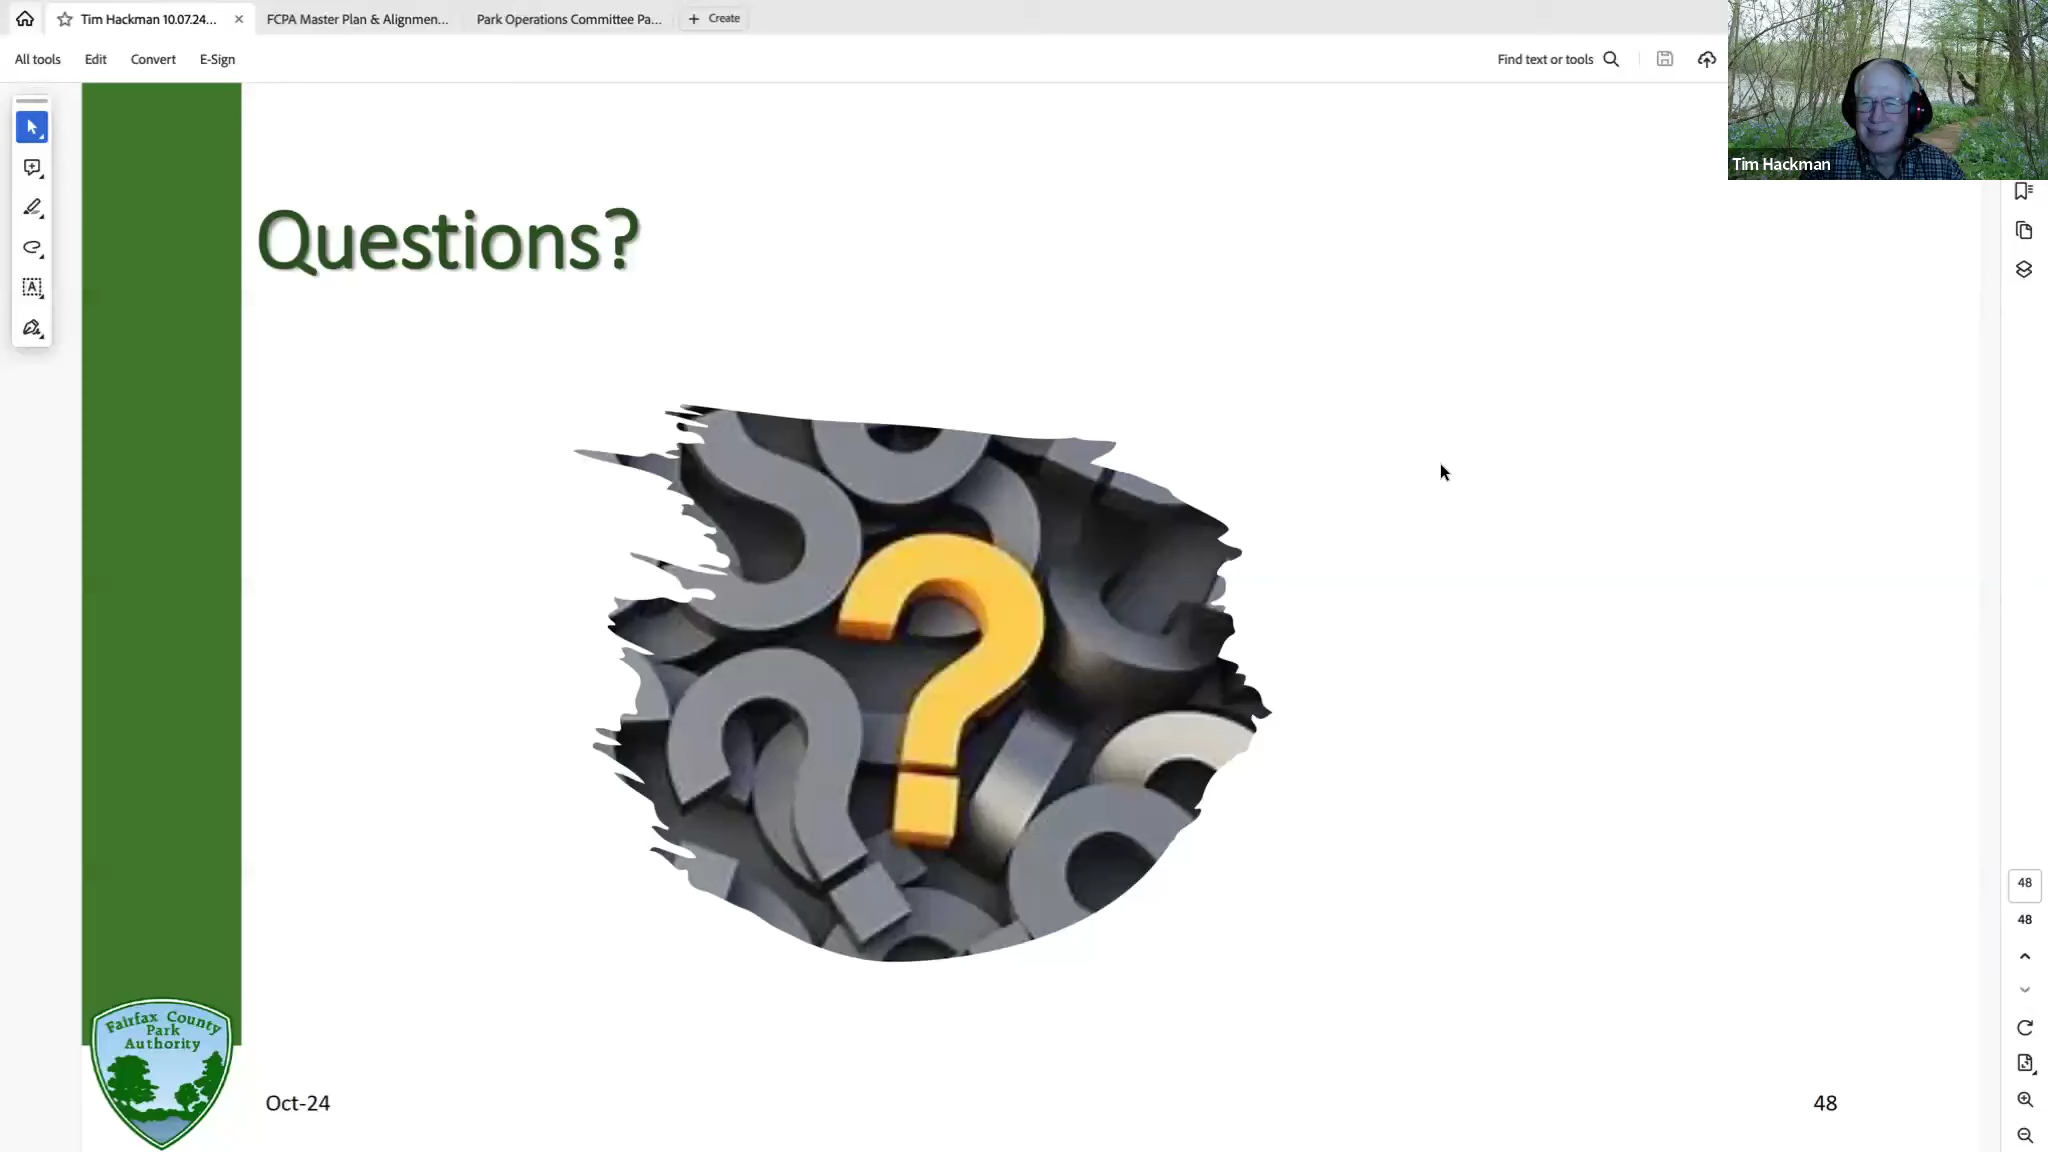 Tim Hackman 10.07.24...
FCPA Master Plan & Alignmen...
Park Operations Committee Pa...
Create
All tools
Edit
Convert
E-Sign
Find text or tools
Tim Hackman
Questions?
48
48
Fairfax County
Park
Authority
Oct-24
48